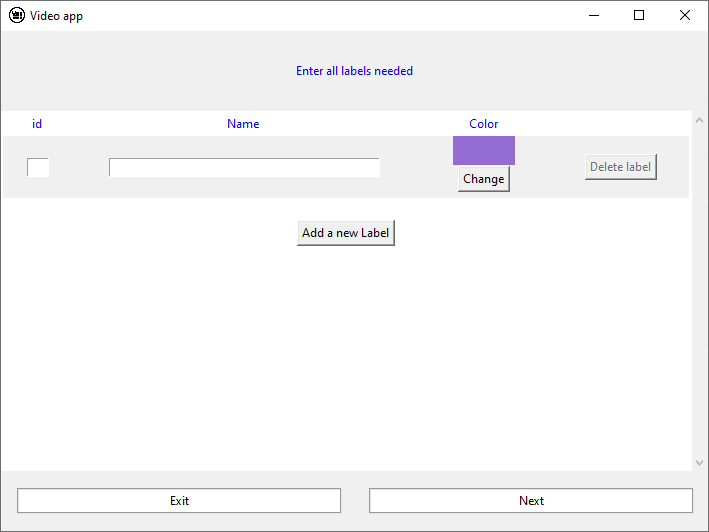 Video app
Enter all labels needed
id Name Color
Delete label
Change
Add a new Label
Exit Next